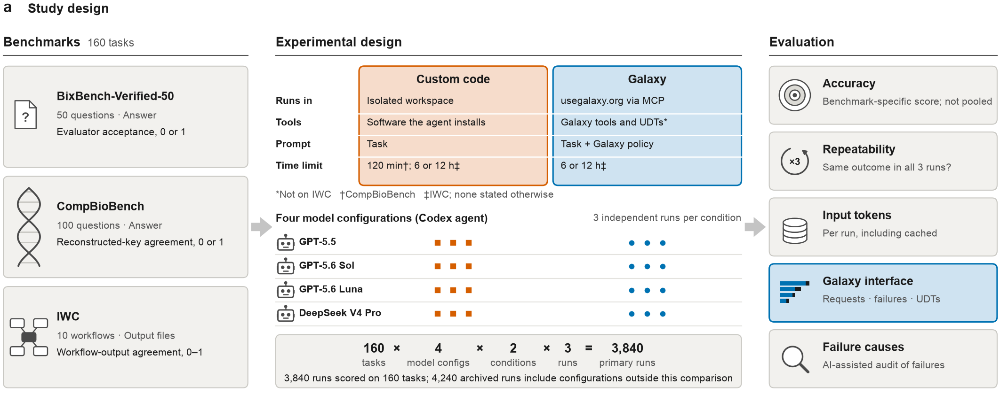 a Study design
Benchmarks 160 tasks
BixBench-Verified-50
50 questions · Answer
Evaluator acceptance, 0 or 1
?
CompBioBench
100 questions · Answer
Reconstructed-key agreement, 0 or 1
IWC
10 workflows · Output files
Workflow-output agreement, 0–1
Experimental design
Custom code Galaxy
Runs in Isolated workspace usegalaxy.org via MCP
Tools Software the agent installs Galaxy tools and UDTs*
Prompt Task Task + Galaxy policy
Time limit 120 min†; 6 or 12 h‡ 6 or 12 h‡
*Not on IWC †CompBioBench ‡IWC; none stated otherwise
Four model configurations (Codex agent) 3 independent runs per condition
GPT-5.5
GPT-5.6 Sol
GPT-5.6 Luna
DeepSeek V4 Pro
160 × 4 × 2 × 3 = 3,840
tasks model configs conditions runs primary runs
3,840 runs scored on 160 tasks; 4,240 archived runs include configurations outside this comparison
Evaluation
Accuracy
Benchmark-specific score; not pooled
×3
Repeatability
Same outcome in all 3 runs?
Input tokens
Per run, including cached
Galaxy interface
Requests · failures · UDTs
Failure causes
AI-assisted audit of failures